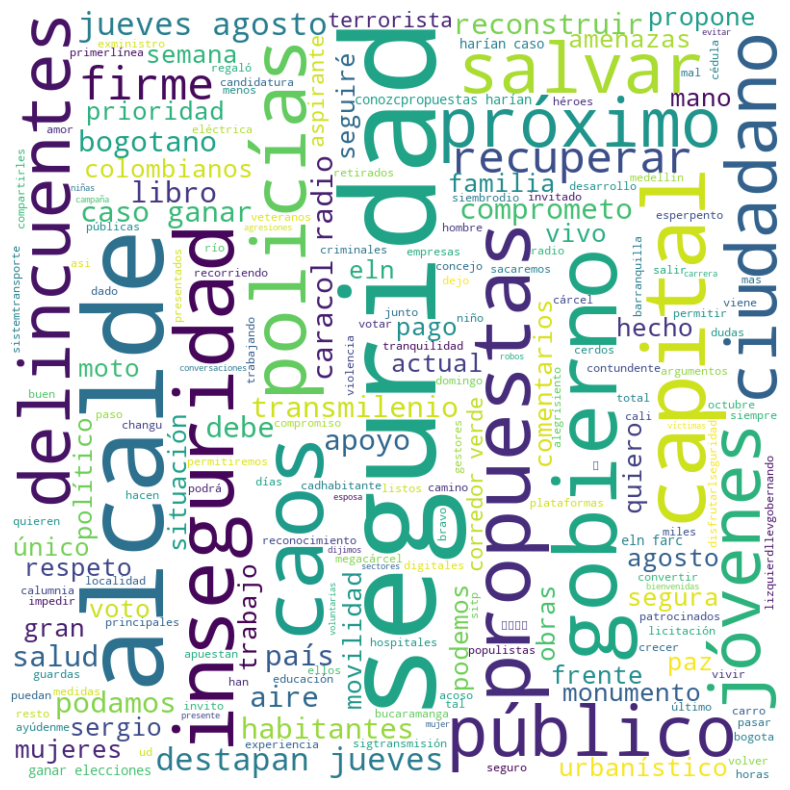 seguridad
alcalde
inseguridad
gobierno
propuestas
capital
público
próximo
salvar
ciudadano
delincuentes
jóvenes
policías
caos
recuperar
firme
jueves agosto
semana
prioridad
bogotano
colombianos
libro
caso ganar
moto
político
situación
único
respeto
voto
gran
salud
podamos
sergio
mujeres
habitantes
destapan jueves
aire
país
trabajo
debe
transmilenio
apoyo
actual
pago
eln
caracol radio
seguiré
aspirante
terrorista
reconstruir
propone
amenazas
mano
familia
comprometo
vivo
hecho
quiero
comentarios
corredor verde
podemos
movilidad
obras
agosto
eln farc
segura
paz
frente
monumento
urbanístico
exministro
primerlínea
regaló
candidatura
menos
amor
eléctrica
compartirles
niñas
campaña
públicas
río
asi
dado
recorriendo
presentados
veteranos
agresiones
criminales
retirados
conozcpropuestas harían
harían caso
héroes
evitar
mal
cédula
medellin
desarrollo
siembrodio
invitado
esperpento
hombre
empresas
radio
concejo
sacaremos
salir
carrera
mas
barranquilla
viene
permitir
dudas
cárcel
cerdos
argumentos
contundente
junto
dejo
votar
niño
tranquilidad
robos
domingo
violencia
trabajando
conversaciones
sistemtransporte
buen
paso
changu
compromiso
permitiremos
hacen
quieren
podrá
días
cadhabitante
listos
camino
gestores
bravo
alegrisiento
total
cali
octubre
siempre
víctimas
disfrutarlseguridad
lizquierdllevgobernando
plataformas
miles
convertir
bienvenidas
patrocinados
licitación
crecer
populistas
sitp
vivir
reconocimiento
esposa
dijimos
megacárcel
digitales
sectores
voluntarias
hospitales
localidad
calumnia
impedir
principales
guardas
apuestan
puedan
medidas
han
educación
ellos
acoso
tal
bucaramanga
resto
invito
ayúdenme
presente
ud
experiencia
mujer
sigtransmisión
ganar elecciones
seguro
último
carro
pasar
bogota
volver
horas